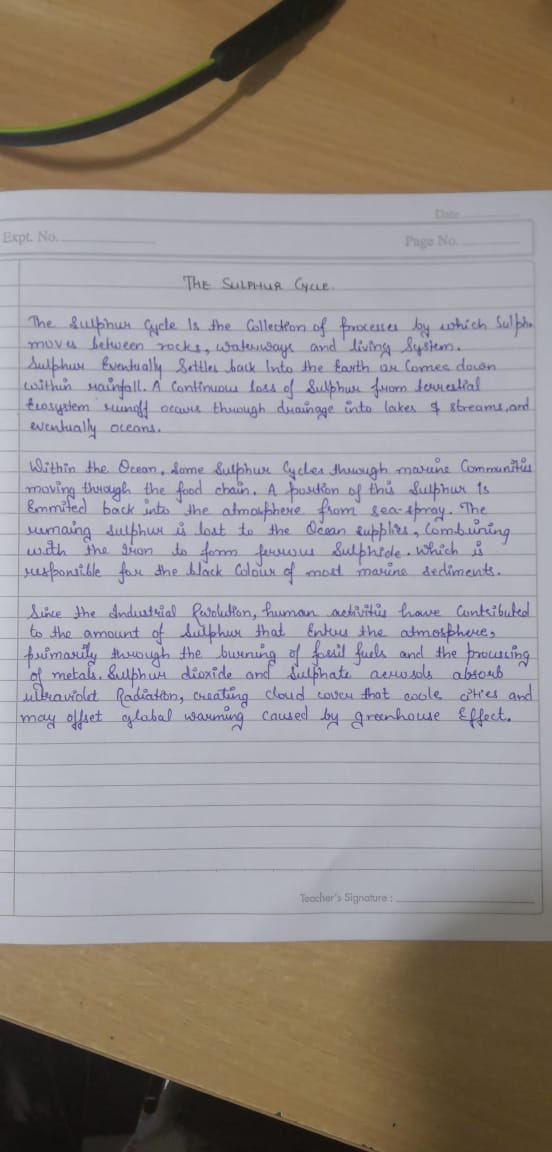 Date
Expt. No.
Page No.
THE SULPHUR CYCLE.
The Sulphur Cycle Is the Collection of processes by which Sulph
moves between rocks, waterways and living System.
Sulphur Eventually Settles back Into the Earth or Comes down
within rainfall. A Continuous loss of Sulphur from terrestial
Ecosystem runoff occurs through drainage into lakes & streams, and
eventually oceans.
Within the Ocean, Some Sulphur Cycles through marine Communities
moving through the food chain. A portion of this Sulphur Is
Emmited back into the atmosphere from sea-spray. The
remaing sulphur is lost to the Ocean supplies, Combining
with the iron to form ferrous Sulphide. Which is
responsible for the black Colour of most marine sediments.
Since the Industrial Revolution, human activities have Contributed
to the amount of Sulphur that Enters the atmosphere,
primarily through the burning of fossil fuels and the procusing
of metals. Sulphur dioxide and Sulphate aerosols absorb
ultraviolet Radiation, creating cloud cover that coole cities and
may offset global warming caused by greenhouse Effect.
Teacher's Signature :